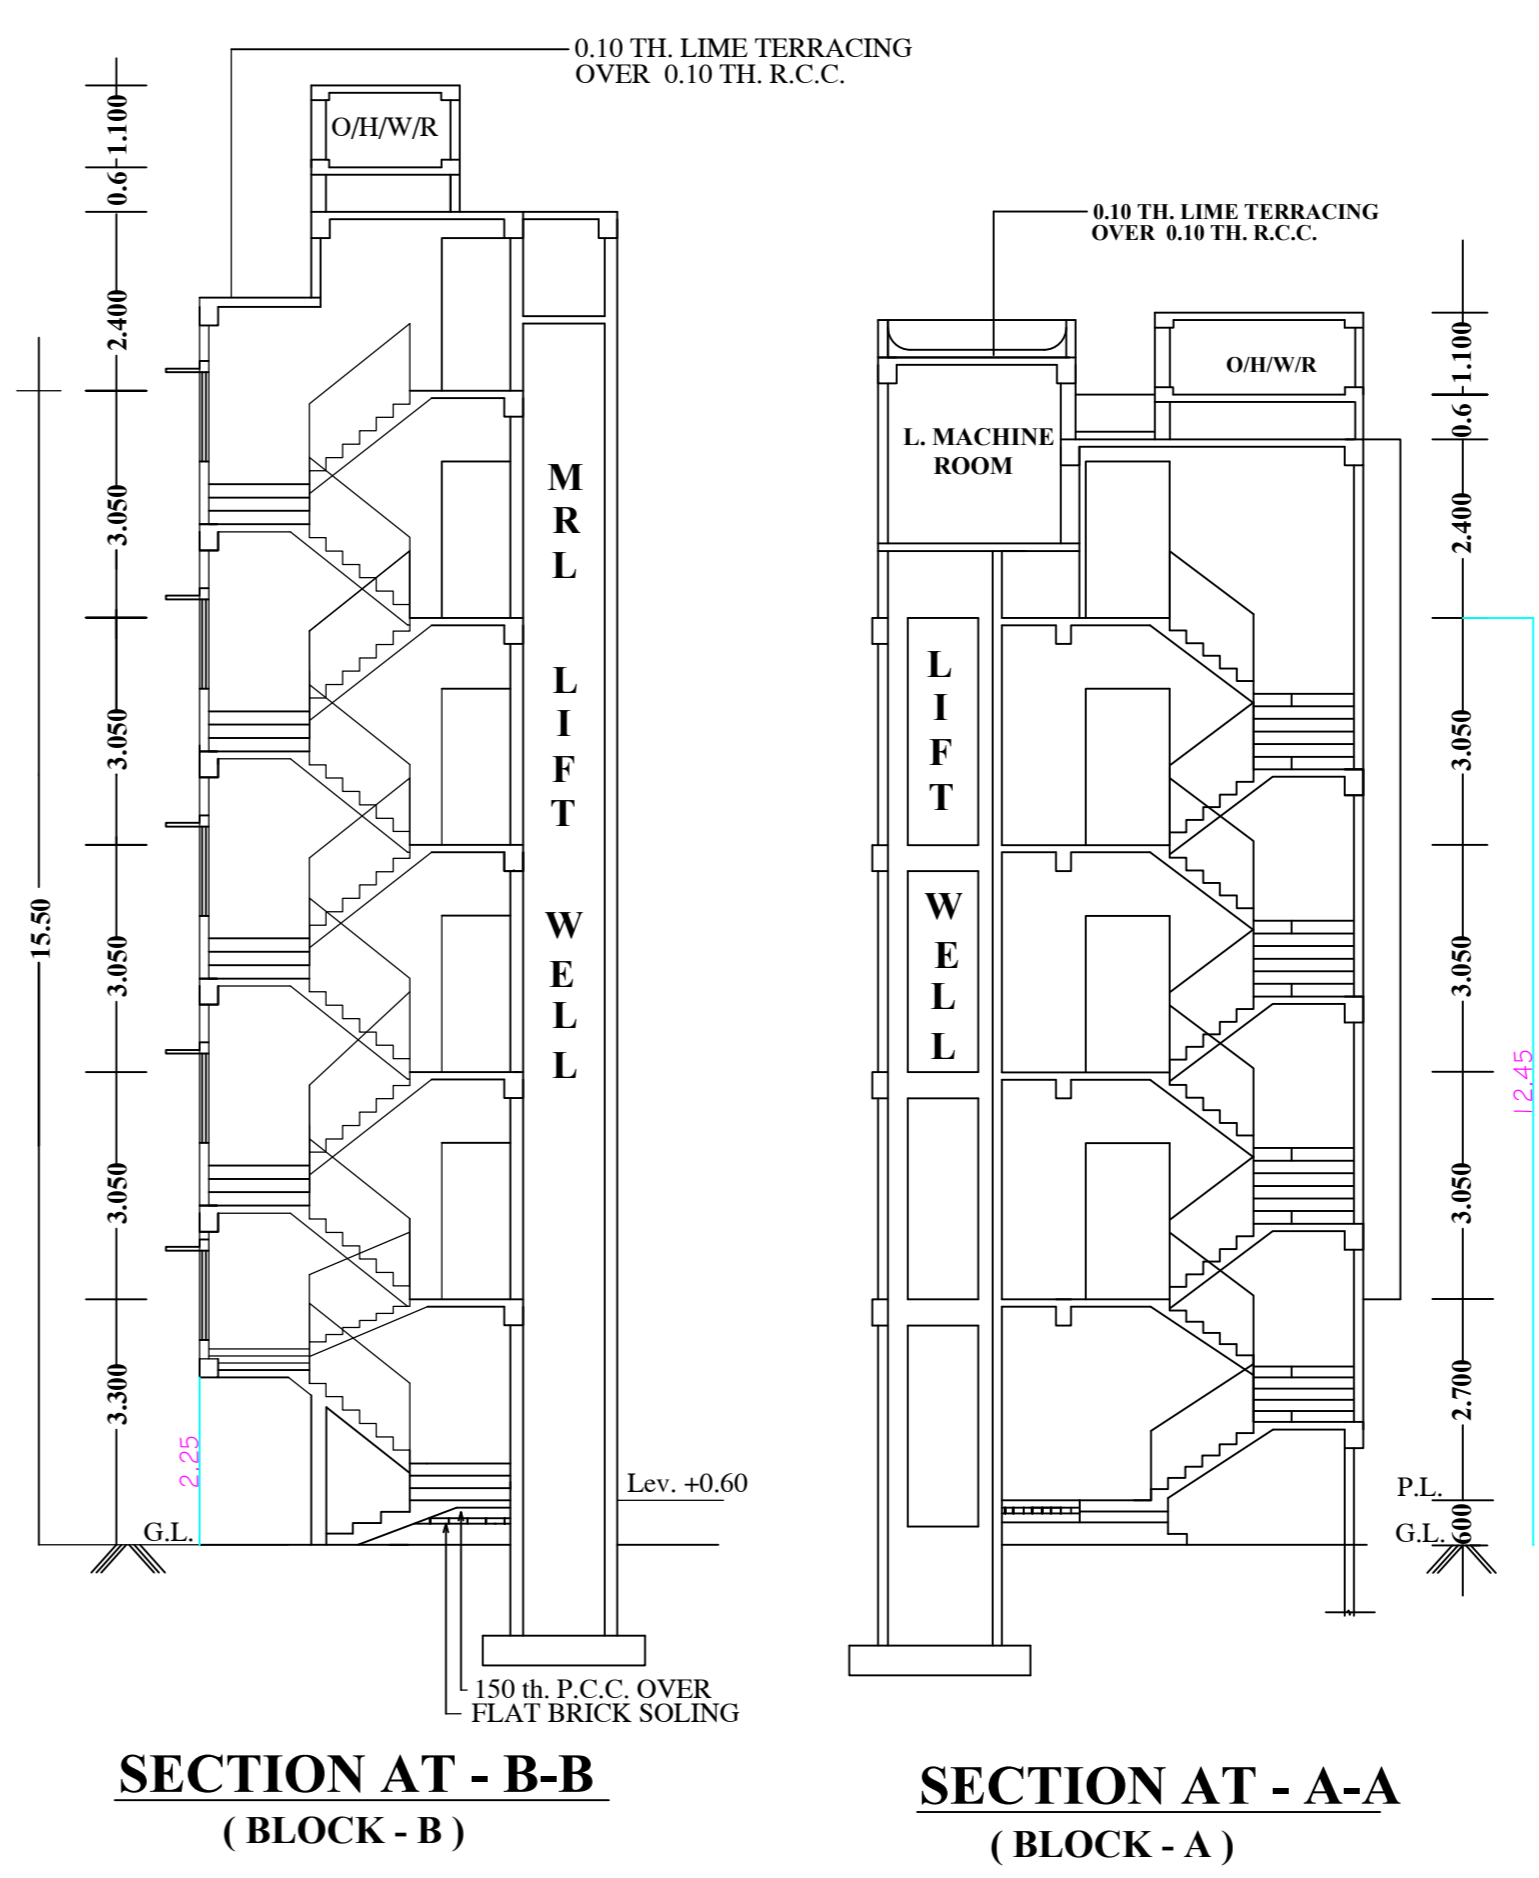 0.10 TH. LIME TERRACING
OVER 0.10 TH. R.C.C.
O/H/W/R
1.100
0.6
2.400
3.050
3.050
3.050
3.050
3.300
15.50
2.25
G.L.
MRL LIFT WELL
Lev. +0.60
150 th. P.C.C. OVER
FLAT BRICK SOLING
SECTION AT - B-B
( BLOCK - B )
0.10 TH. LIME TERRACING
OVER 0.10 TH. R.C.C.
O/H/W/R
L. MACHINE
ROOM
LIFT WELL
1.100
0.6
2.400
3.050
3.050
3.050
2.700
600
12.45
P.L.
G.L.
SECTION AT - A-A
( BLOCK - A )